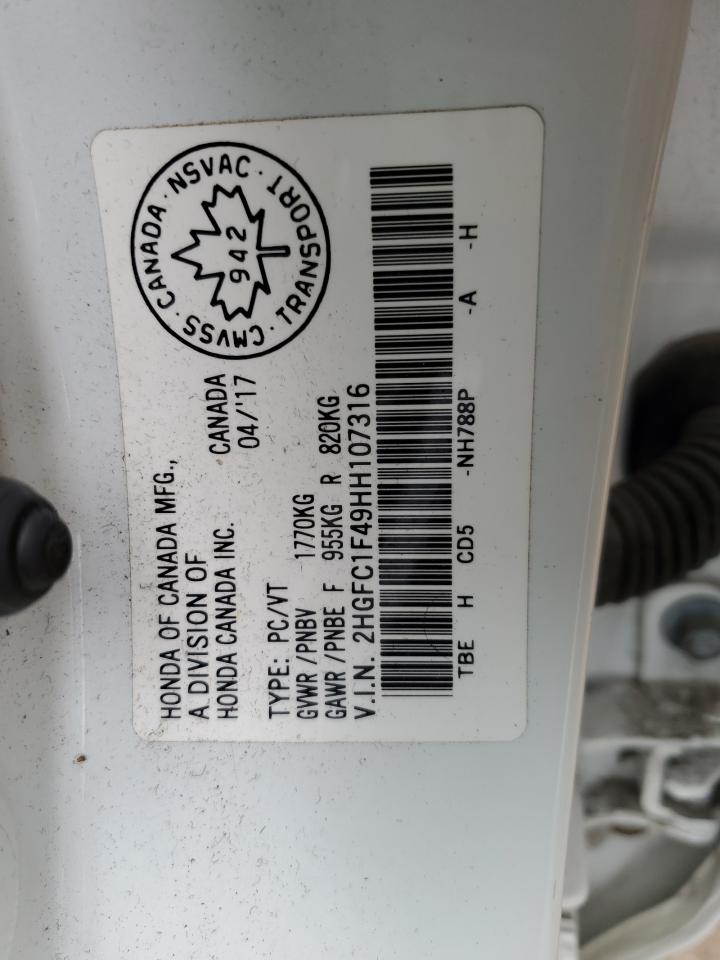 HONDA OF CANADA MFG.,
A DIVISION OF
HONDA CANADA INC.
CANADA
04/'17
CMVSS · CANADA · NSVAC · TRANSPORT ·
942
TYPE: PC/VT
GVWR /PNBV 1770KG
GAWR /PNBE F 955KG R 820KG
V.I.N. 2HGFC1F49HH107316
TBE H CD5 -NH788P -A -H